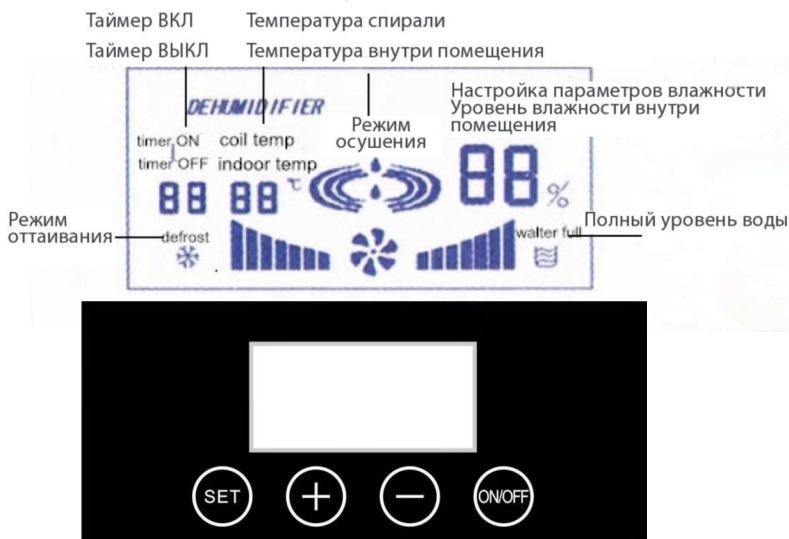 Таймер ВКЛ Температура спирали
Таймер ВЫКЛ Температура внутри помещения
Настройка параметров влажности
Уровень влажности внутри
помещения
DEHUMIDIFIER
Режим
осушения
timer ON coil temp
timer OFF indoor temp
88 88 °C 88 %
Режим
оттаивания
defrost
walter full
Полный уровень воды
SET + − ON/OFF